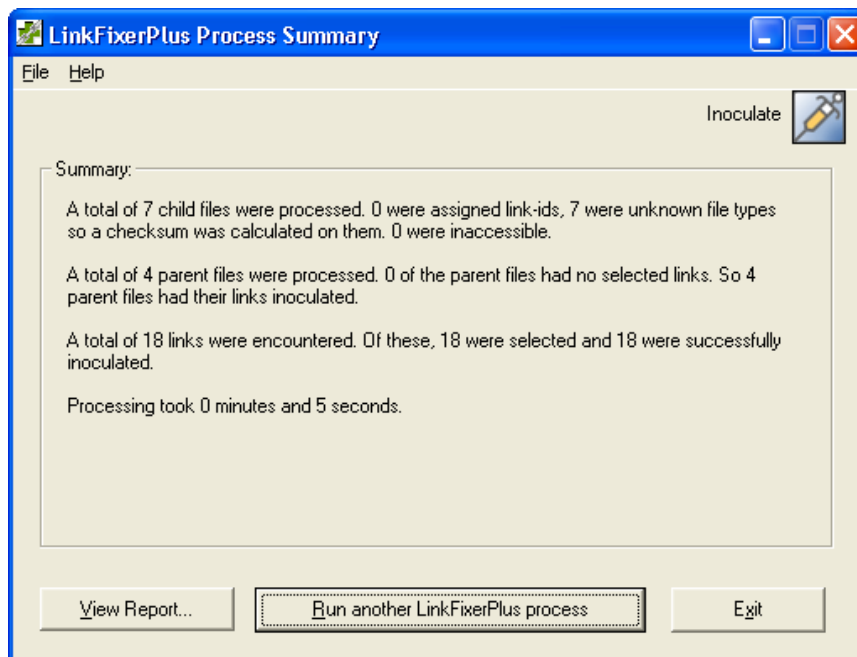 LinkFixerPlus Process Summary
File Help
Inoculate
Summary:
A total of 7 child files were processed. 0 were assigned link-ids, 7 were unknown file types
so a checksum was calculated on them. 0 were inaccessible.
A total of 4 parent files were processed. 0 of the parent files had no selected links. So 4
parent files had their links inoculated.
A total of 18 links were encountered. Of these, 18 were selected and 18 were successfully
inoculated.
Processing took 0 minutes and 5 seconds.
View Report... Run another LinkFixerPlus process Exit